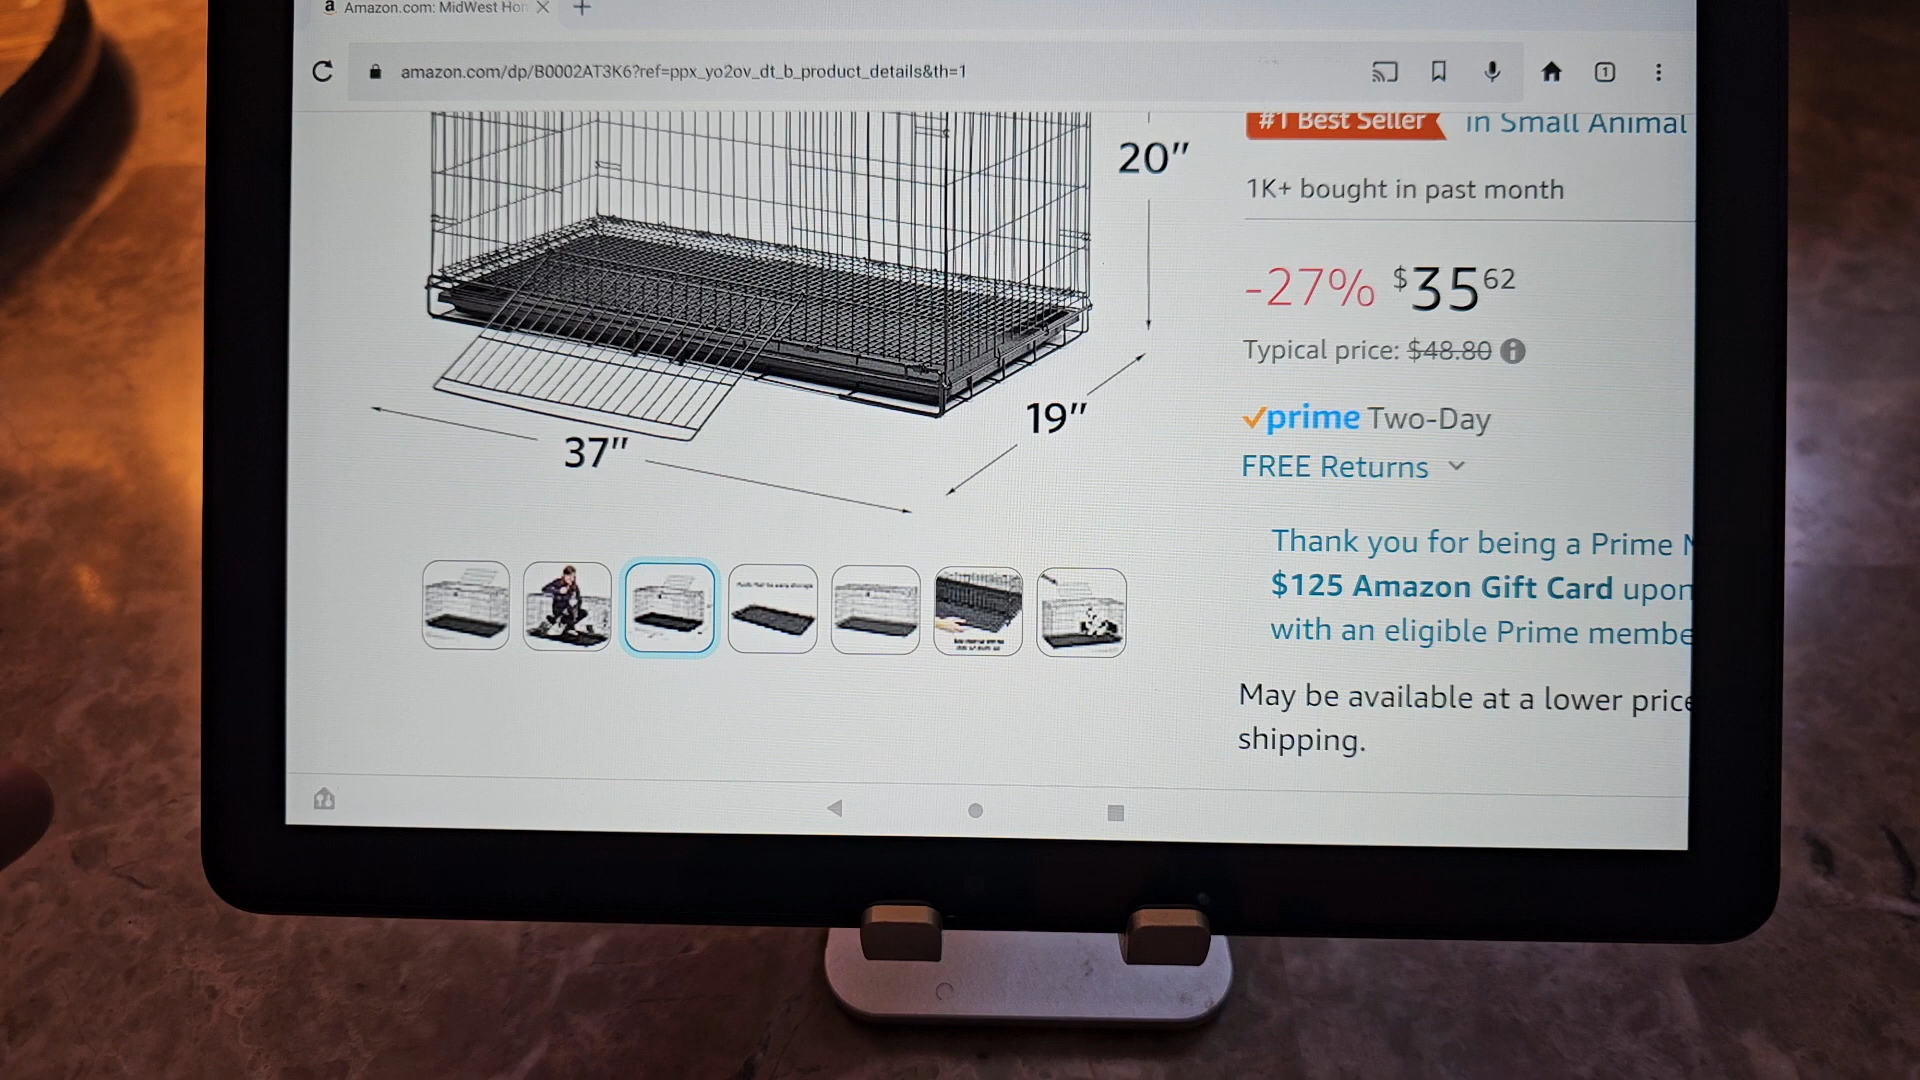 Amazon.com: MidWest Hom
amazon.com/dp/B0002AT3K6?ref=ppx_yo2ov_dt_b_product_details&th=1
1
20"
19"
37"
#1 Best Seller in Small Animal
1K+ bought in past month
-27% $35 62
Typical price: $48.80
prime Two-Day
FREE Returns
Thank you for being a Prime
$125 Amazon Gift Card upon
with an eligible Prime membe
May be available at a lower price
shipping.